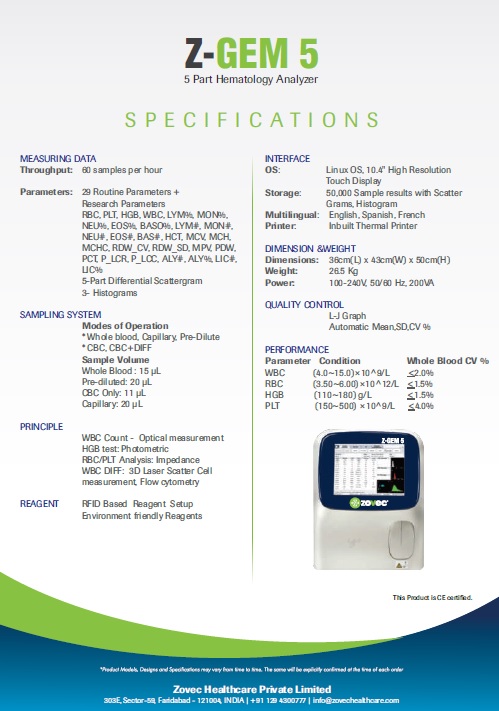 Z-GEM 5
5 Part Hematology Analyzer
SPECIFICATIONS
MEASURING DATA
Throughput: 60 samples per hour
Parameters: 29 Routine Parameters +
Research Parameters
RBC, PLT, HGB, WBC, LYM%, MON%,
NEU%, EOS%, BASO%, LYM#, MON#,
NEU#, EOS#, BAS#, HCT, MCV, MCH,
MCHC, RDW_CV, RDW_SD, MPV, PDW,
PCT, P_LCR, P_LCC, ALY#, ALY%, LIC#,
LIC%
5-Part Differential Scattergram
3- Histograms
SAMPLING SYSTEM
Modes of Operation
* Whole blood, Capillary, Pre-Dilute
* CBC, CBC+DIFF
Sample Volume
Whole Blood : 15 µL
Pre-diluted: 20 µL
CBC Only: 11 µL
Capillary: 20 µL
PRINCIPLE
WBC Count - Optical measurement
HGB test: Photometric
RBC/PLT Analysis: Impedance
WBC DIFF: 3D Laser Scatter Cell
measurement, Flow cytometry
REAGENT RFID Based Reagent Setup
Environment friendly Reagents
INTERFACE
OS: Linux OS, 10.4" High Resolution
Touch Display
Storage: 50,000 Sample results with Scatter
Grams, Histogram
Multilingual: English, Spanish, French
Printer: Inbuilt Thermal Printer
DIMENSION &WEIGHT
Dimensions: 36cm(L) x 43cm(W) x 50cm(H)
Weight: 26.5 Kg
Power: 100-240V, 50/60 Hz, 200VA
QUALITY CONTROL
L-J Graph
Automatic Mean,SD,CV %
PERFORMANCE
Parameter Condition Whole Blood CV %
WBC (4.0~15.0)×10^9/L ≤2.0%
RBC (3.50~6.00)×10^12/L ≤1.5%
HGB (110~180) g/L ≤1.5%
PLT (150~500) ×10^9/L ≤4.0%
Z-GEM 5
zovec
This Product is CE certified.
*Product Models, Designs and Specifications may vary from time to time. The same will be explicitly confirmed at the time of each order
Zovec Healthcare Private Limited
303E, Sector-59, Faridabad - 121004, INDIA | +91 129 4300777 | info@zovechealthcare.com